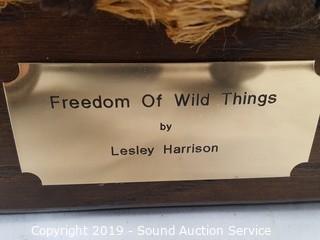 Freedom Of Wild Things
by
Lesley Harrison
Copyright 2019 - Sound Auction Service